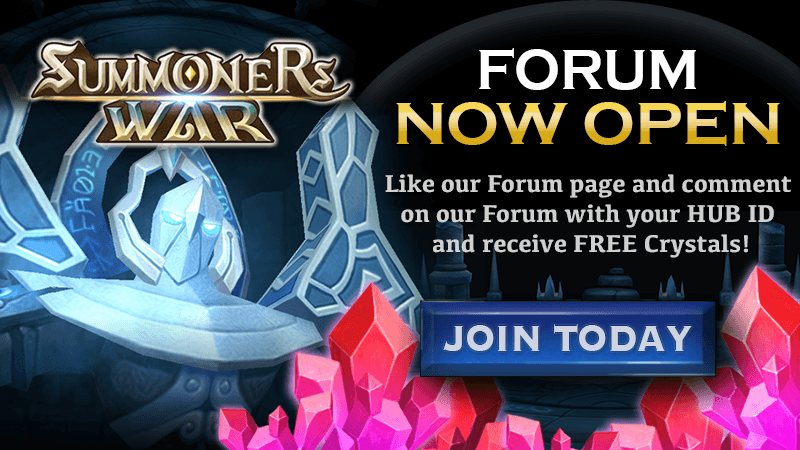 SUMMONERS
WAR
FORUM
NOW OPEN
Like our Forum page and comment
on our Forum with your HUB ID
and receive FREE Crystals!
JOIN TODAY